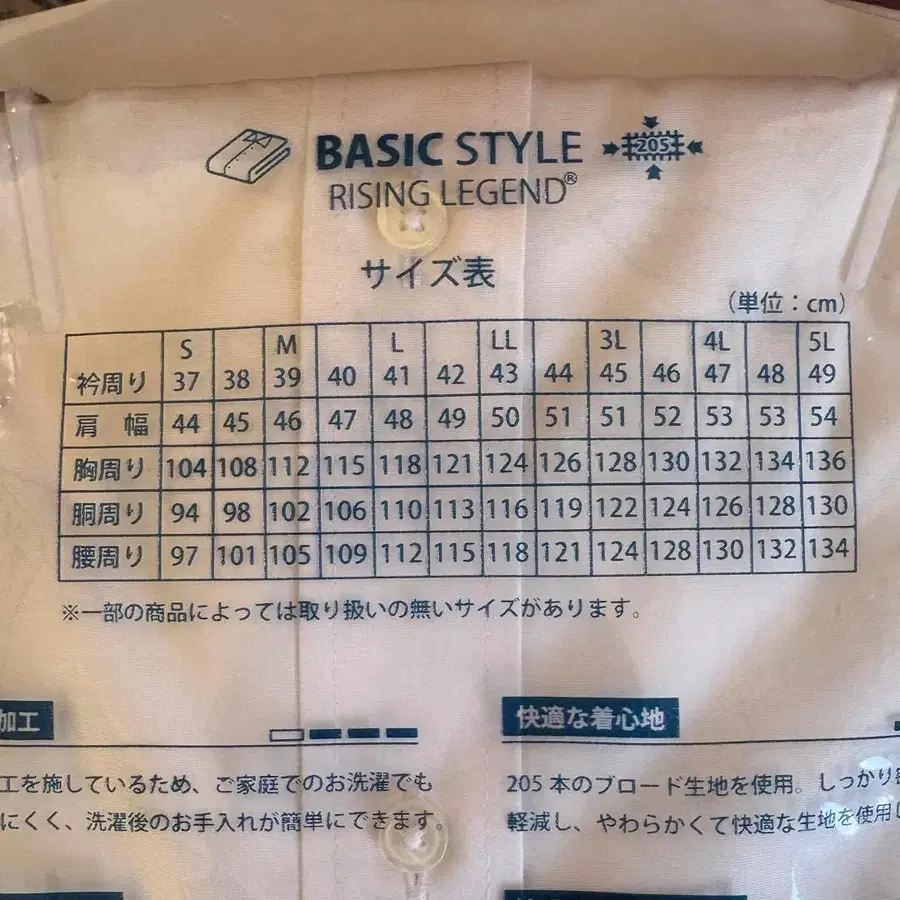 BASIC STYLE
205
RISING LEGEND®
サイズ表
(単位：cm)
S M L LL 3L 4L 5L
衿周り 37 38 39 40 41 42 43 44 45 46 47 48 49
肩 幅 44 45 46 47 48 49 50 51 51 52 53 53 54
胸周り 104 108 112 115 118 121 124 126 128 130 132 134 136
胴周り 94 98 102 106 110 113 116 119 122 124 126 128 130
腰周り 97 101 105 109 112 115 118 121 124 128 130 132 134
※一部の商品によっては取り扱いの無いサイズがあります。
加工
工を施しているため、ご家庭でのお洗濯でも
にくく、洗濯後のお手入れが簡単にできます。
快適な着心地
205 本のブロード生地を使用。しっかり
軽減し、やわらかくて快適な生地を使用し